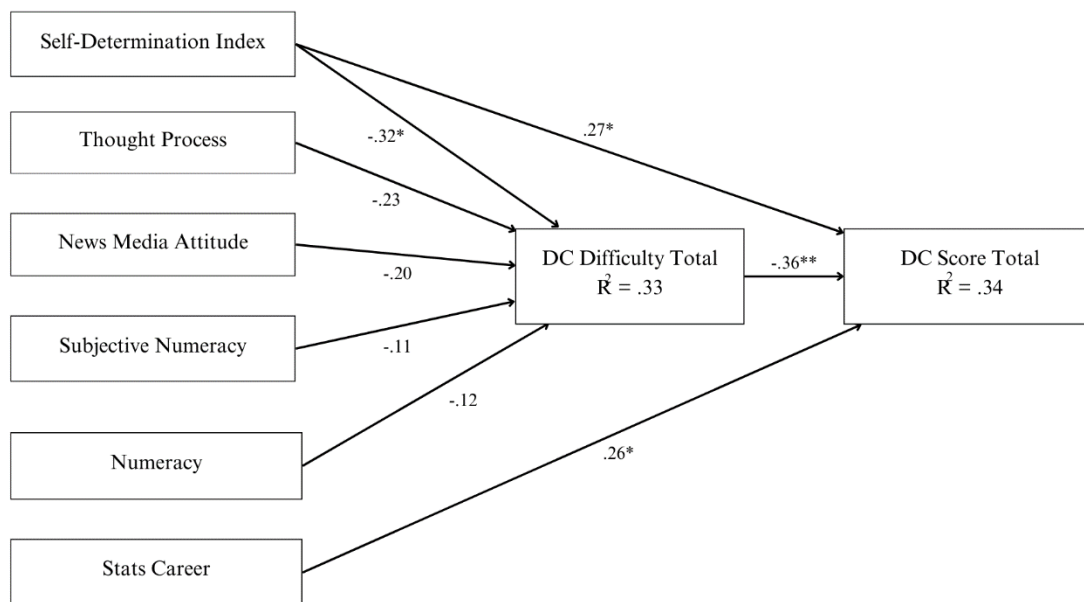 Self-Determination Index
Thought Process
News Media Attitude
Subjective Numeracy
Numeracy
Stats Career
-.32*
-.23
-.20
-.11
-.12
.27*
.26*
DC Difficulty Total
R² = .33
-.36**
DC Score Total
R² = .34